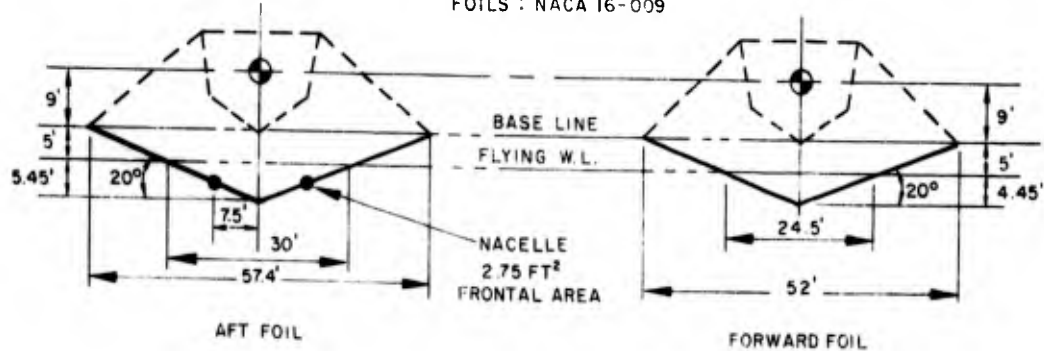 FOILS : NACA 16-009
9'
5'
5.45'
20°
7.5'
30'
57.4'
AFT FOIL
BASE LINE
FLYING W.L.
NACELLE
2.75 FT²
FRONTAL AREA
9'
5'
4.45'
20°
24.5'
52'
FORWARD FOIL